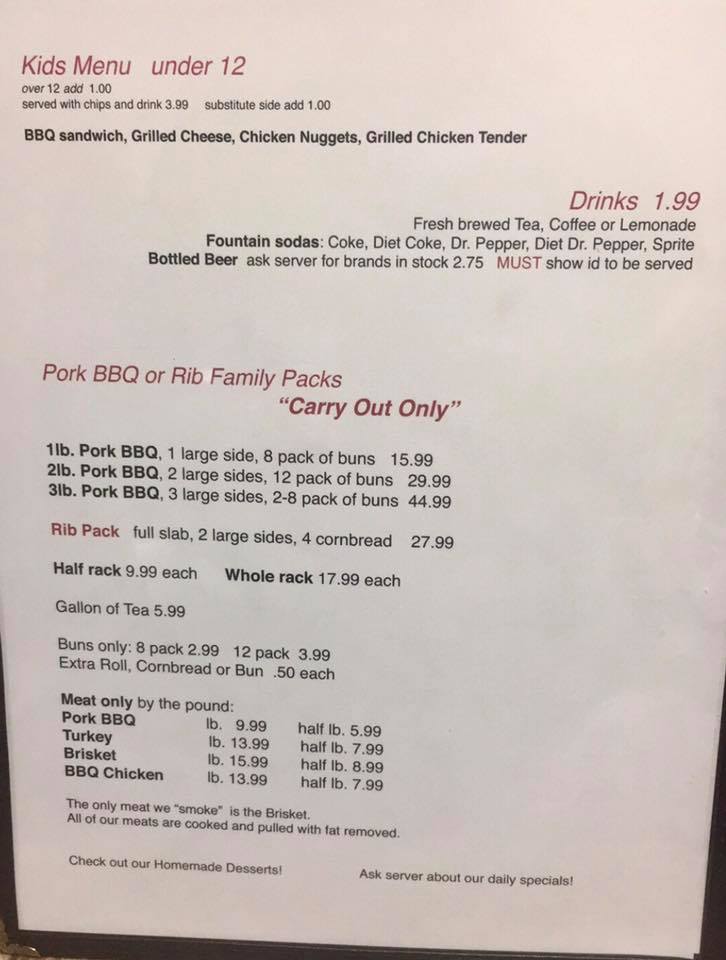 Kids Menu under 12
over 12 add 1.00
served with chips and drink 3.99 substitute side add 1.00
BBQ sandwich, Grilled Cheese, Chicken Nuggets, Grilled Chicken Tender
Drinks 1.99
Fresh brewed Tea, Coffee or Lemonade
Fountain sodas: Coke, Diet Coke, Dr. Pepper, Diet Dr. Pepper, Sprite
Bottled Beer ask server for brands in stock 2.75 MUST show id to be served
Pork BBQ or Rib Family Packs
“Carry Out Only”
1lb. Pork BBQ, 1 large side, 8 pack of buns 15.99
2lb. Pork BBQ, 2 large sides, 12 pack of buns 29.99
3lb. Pork BBQ, 3 large sides, 2-8 pack of buns 44.99
Rib Pack full slab, 2 large sides, 4 cornbread 27.99
Half rack 9.99 each Whole rack 17.99 each
Gallon of Tea 5.99
Buns only: 8 pack 2.99 12 pack 3.99
Extra Roll, Cornbread or Bun .50 each
Meat only by the pound:
Pork BBQ lb. 9.99 half lb. 5.99
Turkey lb. 13.99 half lb. 7.99
Brisket lb. 15.99 half lb. 8.99
BBQ Chicken lb. 13.99 half lb. 7.99
The only meat we “smoke” is the Brisket.
All of our meats are cooked and pulled with fat removed.
Check out our Homemade Desserts! Ask server about our daily specials!